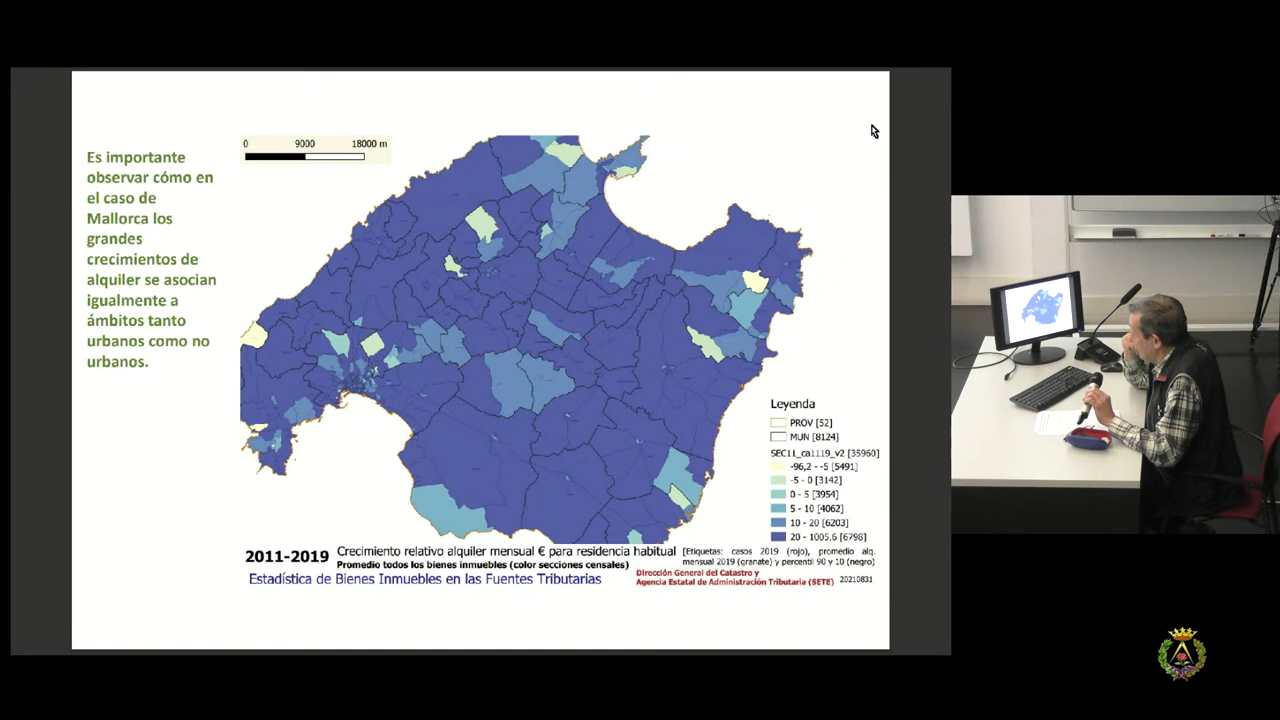 Es importante
observar cómo en
el caso de
Mallorca los
grandes
crecimientos de
alquiler se asocian
igualmente a
ámbitos tanto
urbanos como no
urbanos.
0 9000 18000 m
Leyenda
PROV [52]
MUN [8124]
SEC11_ca1119_v2 [35960]
-96,2 - -5 [5491]
-5 - 0 [3142]
0 - 5 [3954]
5 - 10 [4062]
10 - 20 [6203]
20 - 1005,6 [6798]
2011-2019 Crecimiento relativo alquiler mensual € para residencia habitual
Promedio todos los bienes inmuebles (color secciones censales)
[Etiquetas: casos 2019 (rojo), promedio alq.
mensual 2019 (granate) y percentil 90 y 10 (negro)
Estadística de Bienes Inmuebles en las Fuentes Tributarias
Dirección General del Catastro y
Agencia Estatal de Administración Tributaria (SETE) 20210831